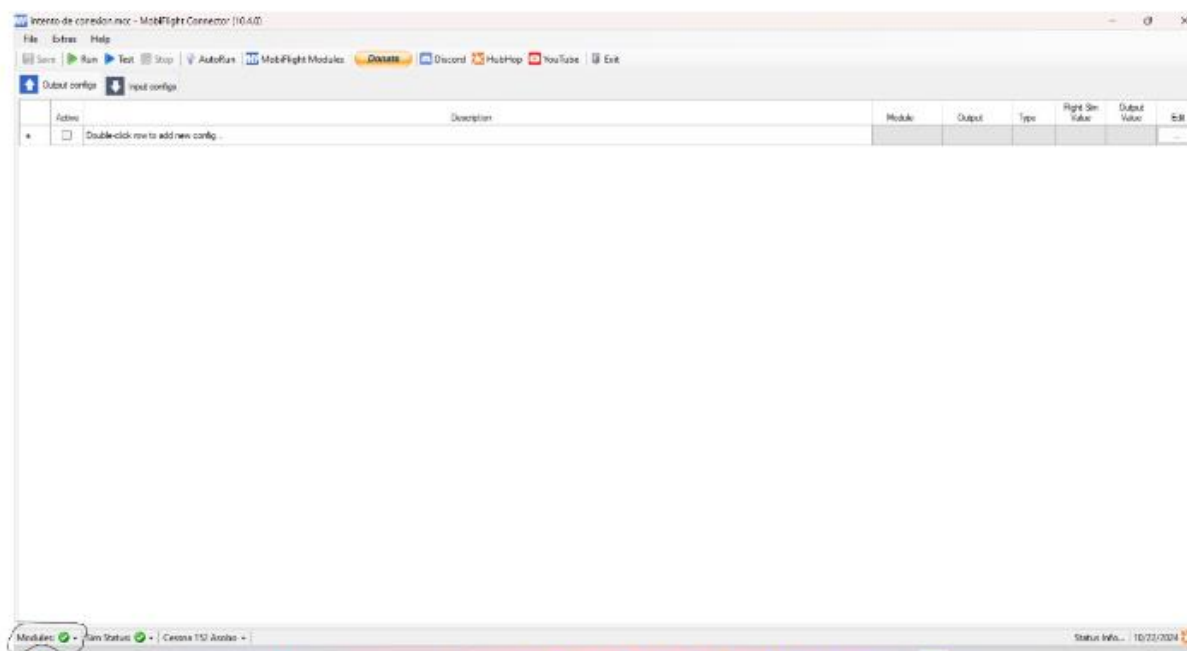 Intento de conexion.mcc - MobiFlight Connector (10.4.0)
File Extras Help
Save Run Test Stop AutoRun MobiFlight Modules Donate Discord HubHop YouTube Exit
Output configs Input configs
Active Description Module Output Type Flight Sim Value Output Value Edit
Double-click row to add new config...
...
Modules: Sim Status: Cessna 152 Asobo Status Info... 10/22/2024